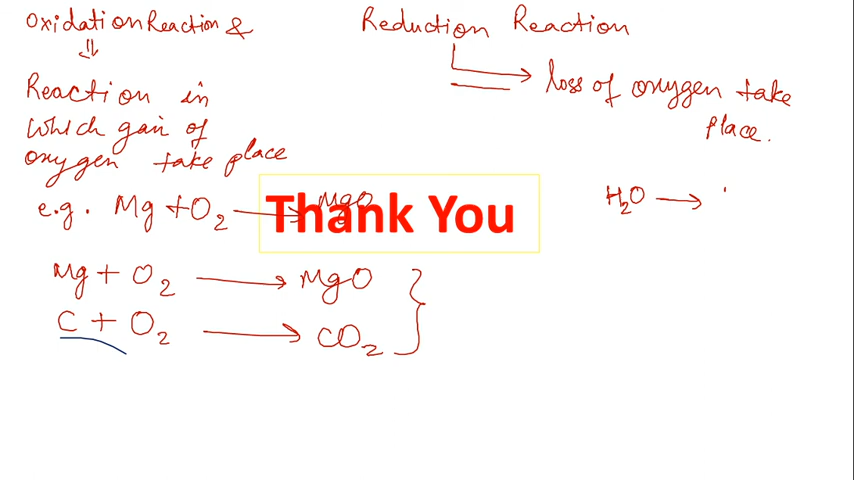 Oxidation Reaction &
Reduction Reaction
Reaction in
which gain of
oxygen take place
e.g. Mg + O2 → MgO
Thank You
Mg + O2 → MgO
C + O2 → CO2
loss of oxygen take
place.
H2O →